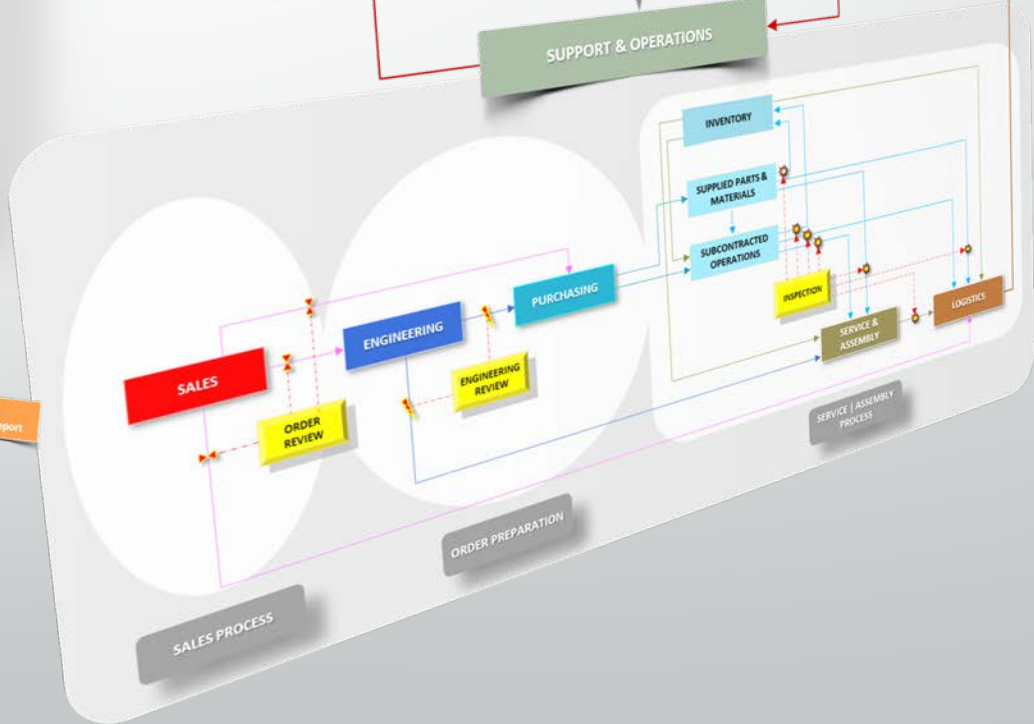 SUPPORT & OPERATIONS
INVENTORY
SUPPLIED PARTS &
MATERIALS
SUBCONTRACTED
OPERATIONS
INSPECTION
LOGISTICS
SERVICE &
ASSEMBLY
PURCHASING
ENGINEERING
ENGINEERING
REVIEW
SALES
ORDER
REVIEW
port
SERVICE | ASSEMBLY
PROCESS
ORDER PREPARATION
SALES PROCESS